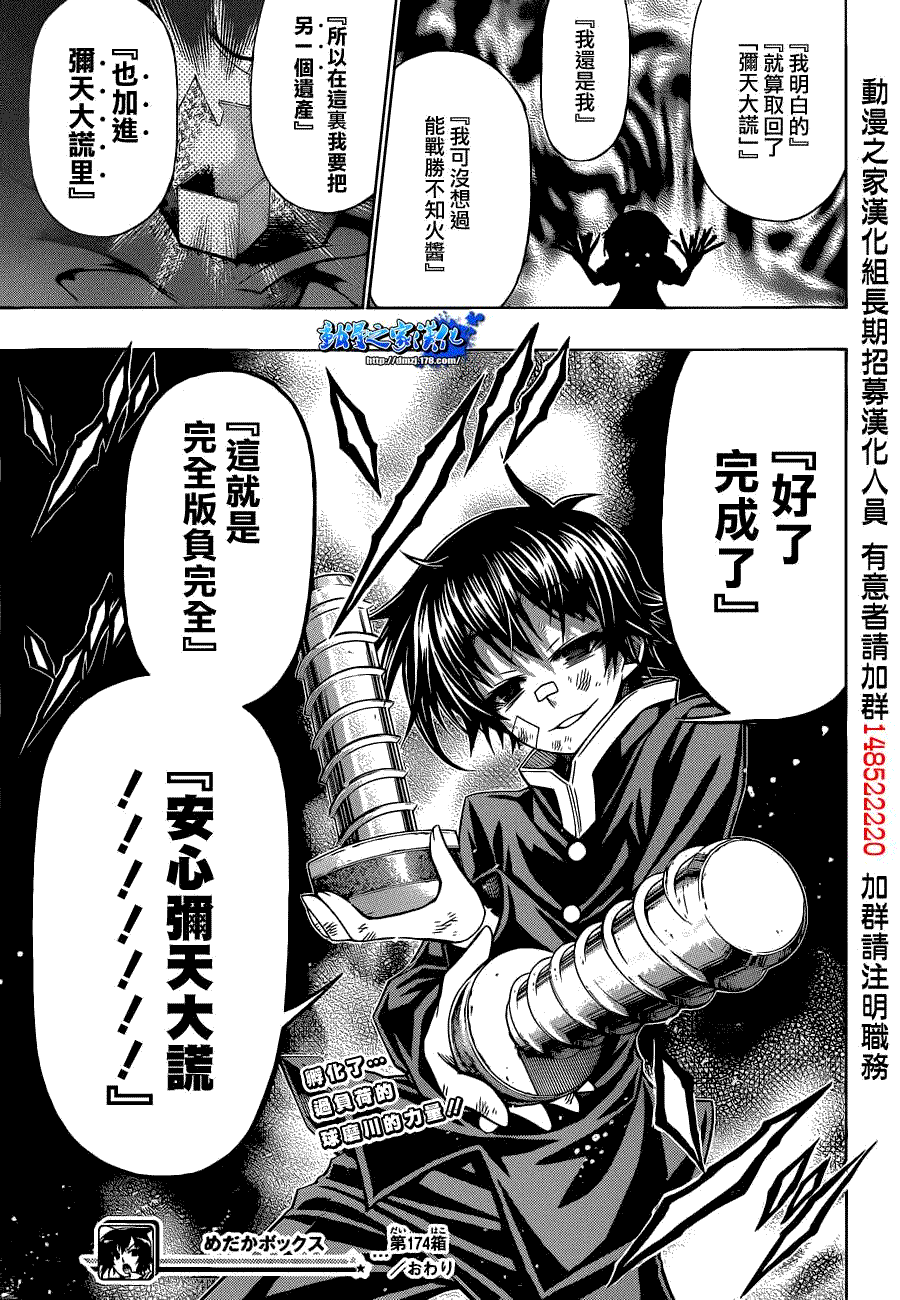 『我明白的』
『就算取回了
「彌天大謊」』
『我還是我』
『我可沒想過
能戰勝不知火醬』
『所以在這裏我要把
另一個遺產』
『也加進
彌天大謊里』
http://dmzj.178.com/
『好了
完成了』
『這就是
完全版負完全』
『安心彌天大謊
！！！！！！』
孵化了…
過負荷的
球磨川的力量!!
めだかボックス
…第174箱
だい はこ
／おわり
動漫之家漢化組長期招募漢化人員 有意者請加群148522220 加群請注明職務